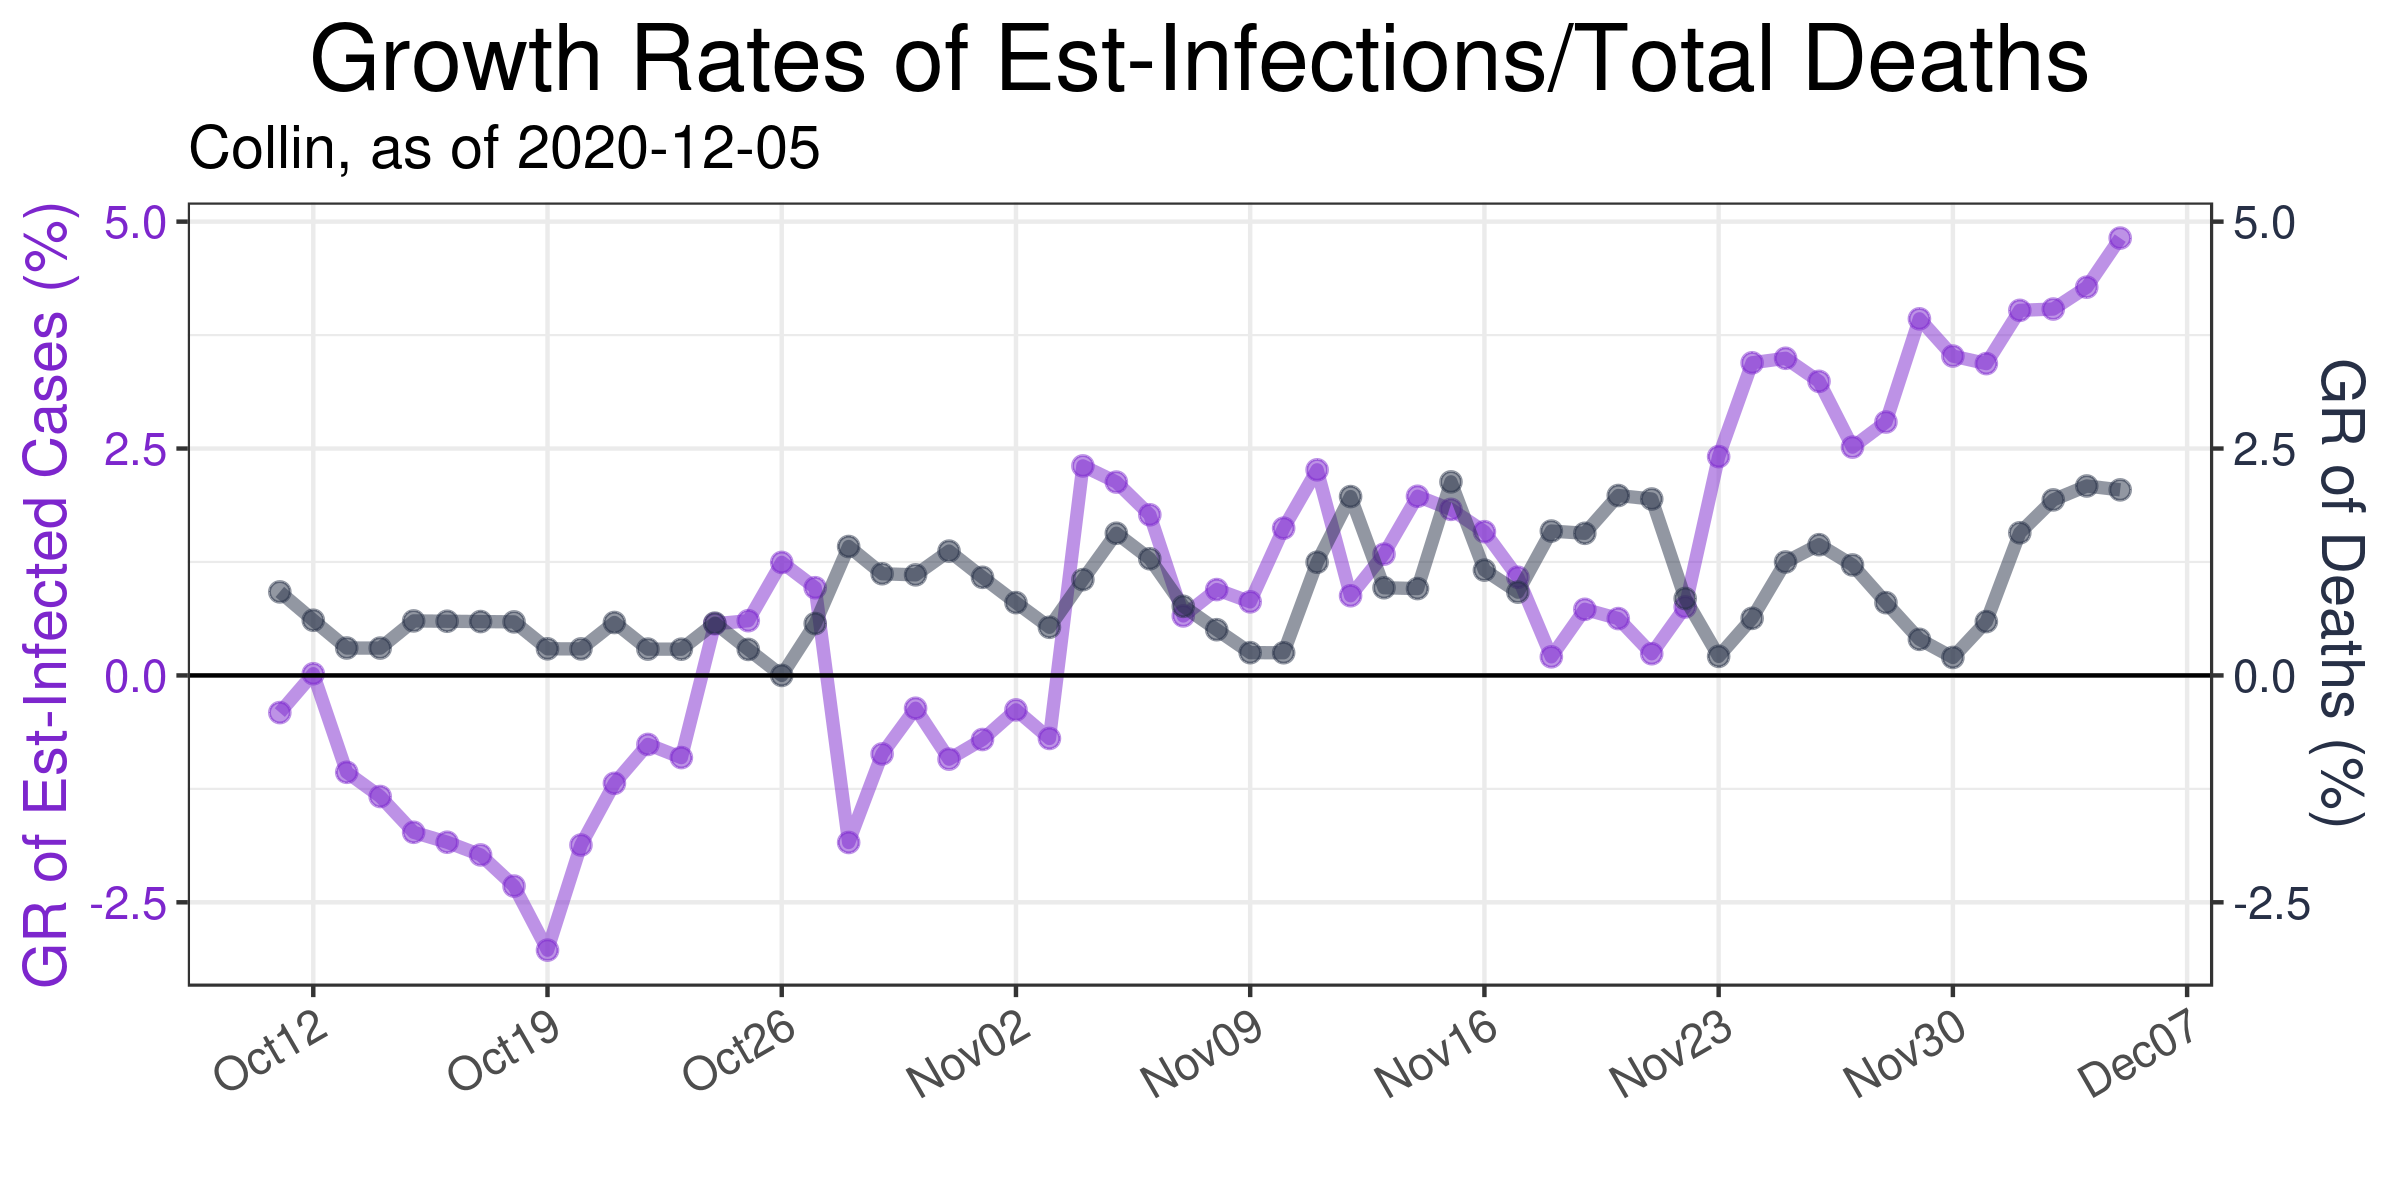 Growth Rates of Est-Infections/Total Deaths
Collin, as of 2020-12-05
GR of Est-Infected Cases (%)
5.0
2.5
0.0
-2.5
5.0
2.5
0.0
-2.5
GR of Deaths (%)
Oct12
Oct19
Oct26
Nov02
Nov09
Nov16
Nov23
Nov30
Dec07